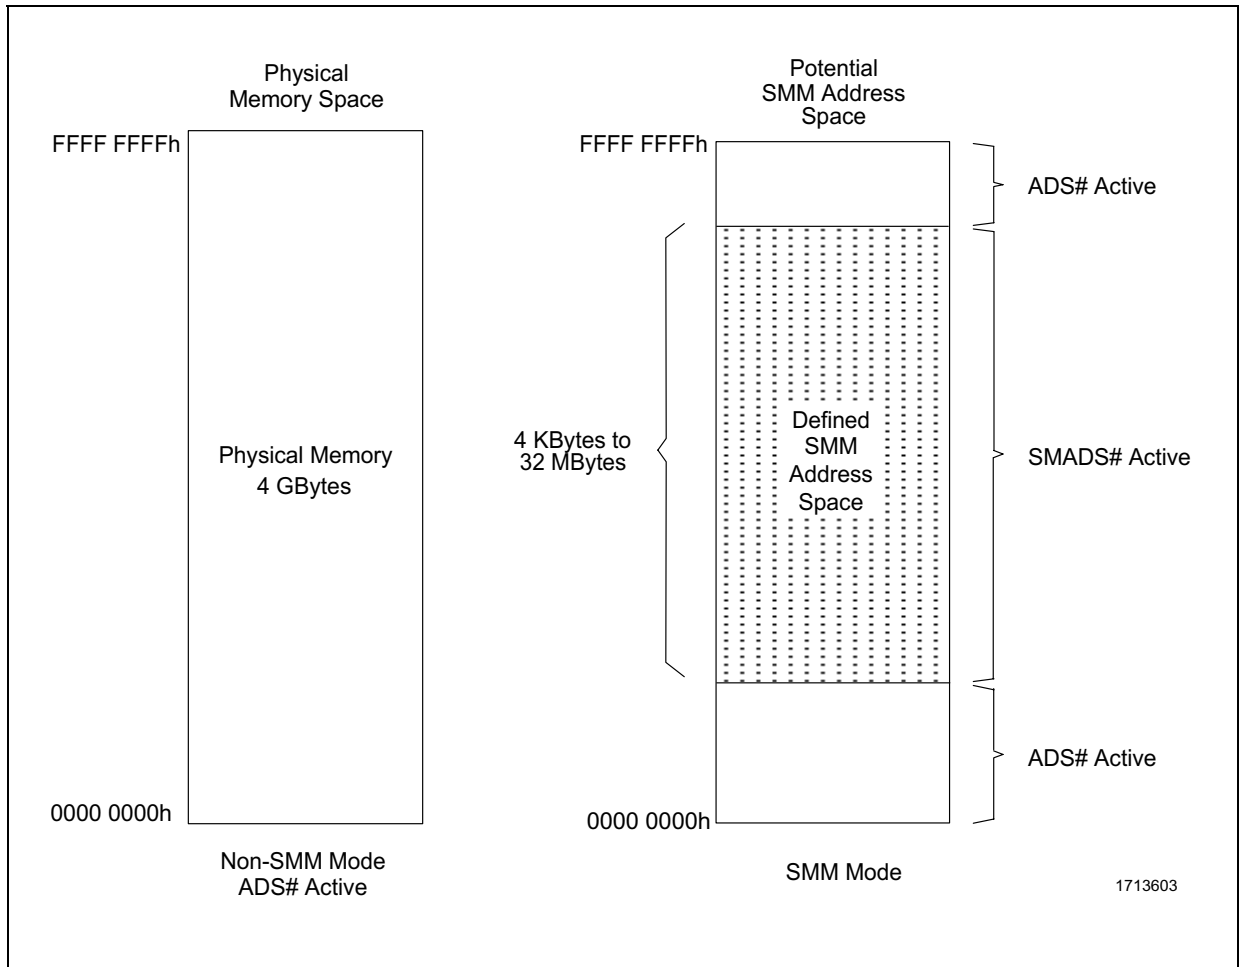 Physical
Memory Space
FFFF FFFFh
Physical Memory
4 GBytes
0000 0000h
Non-SMM Mode
ADS# Active
Potential
SMM Address
Space
FFFF FFFFh
ADS# Active
4 KBytes to
32 MBytes
Defined
SMM
Address
Space
SMADS# Active
ADS# Active
0000 0000h
SMM Mode
1713603